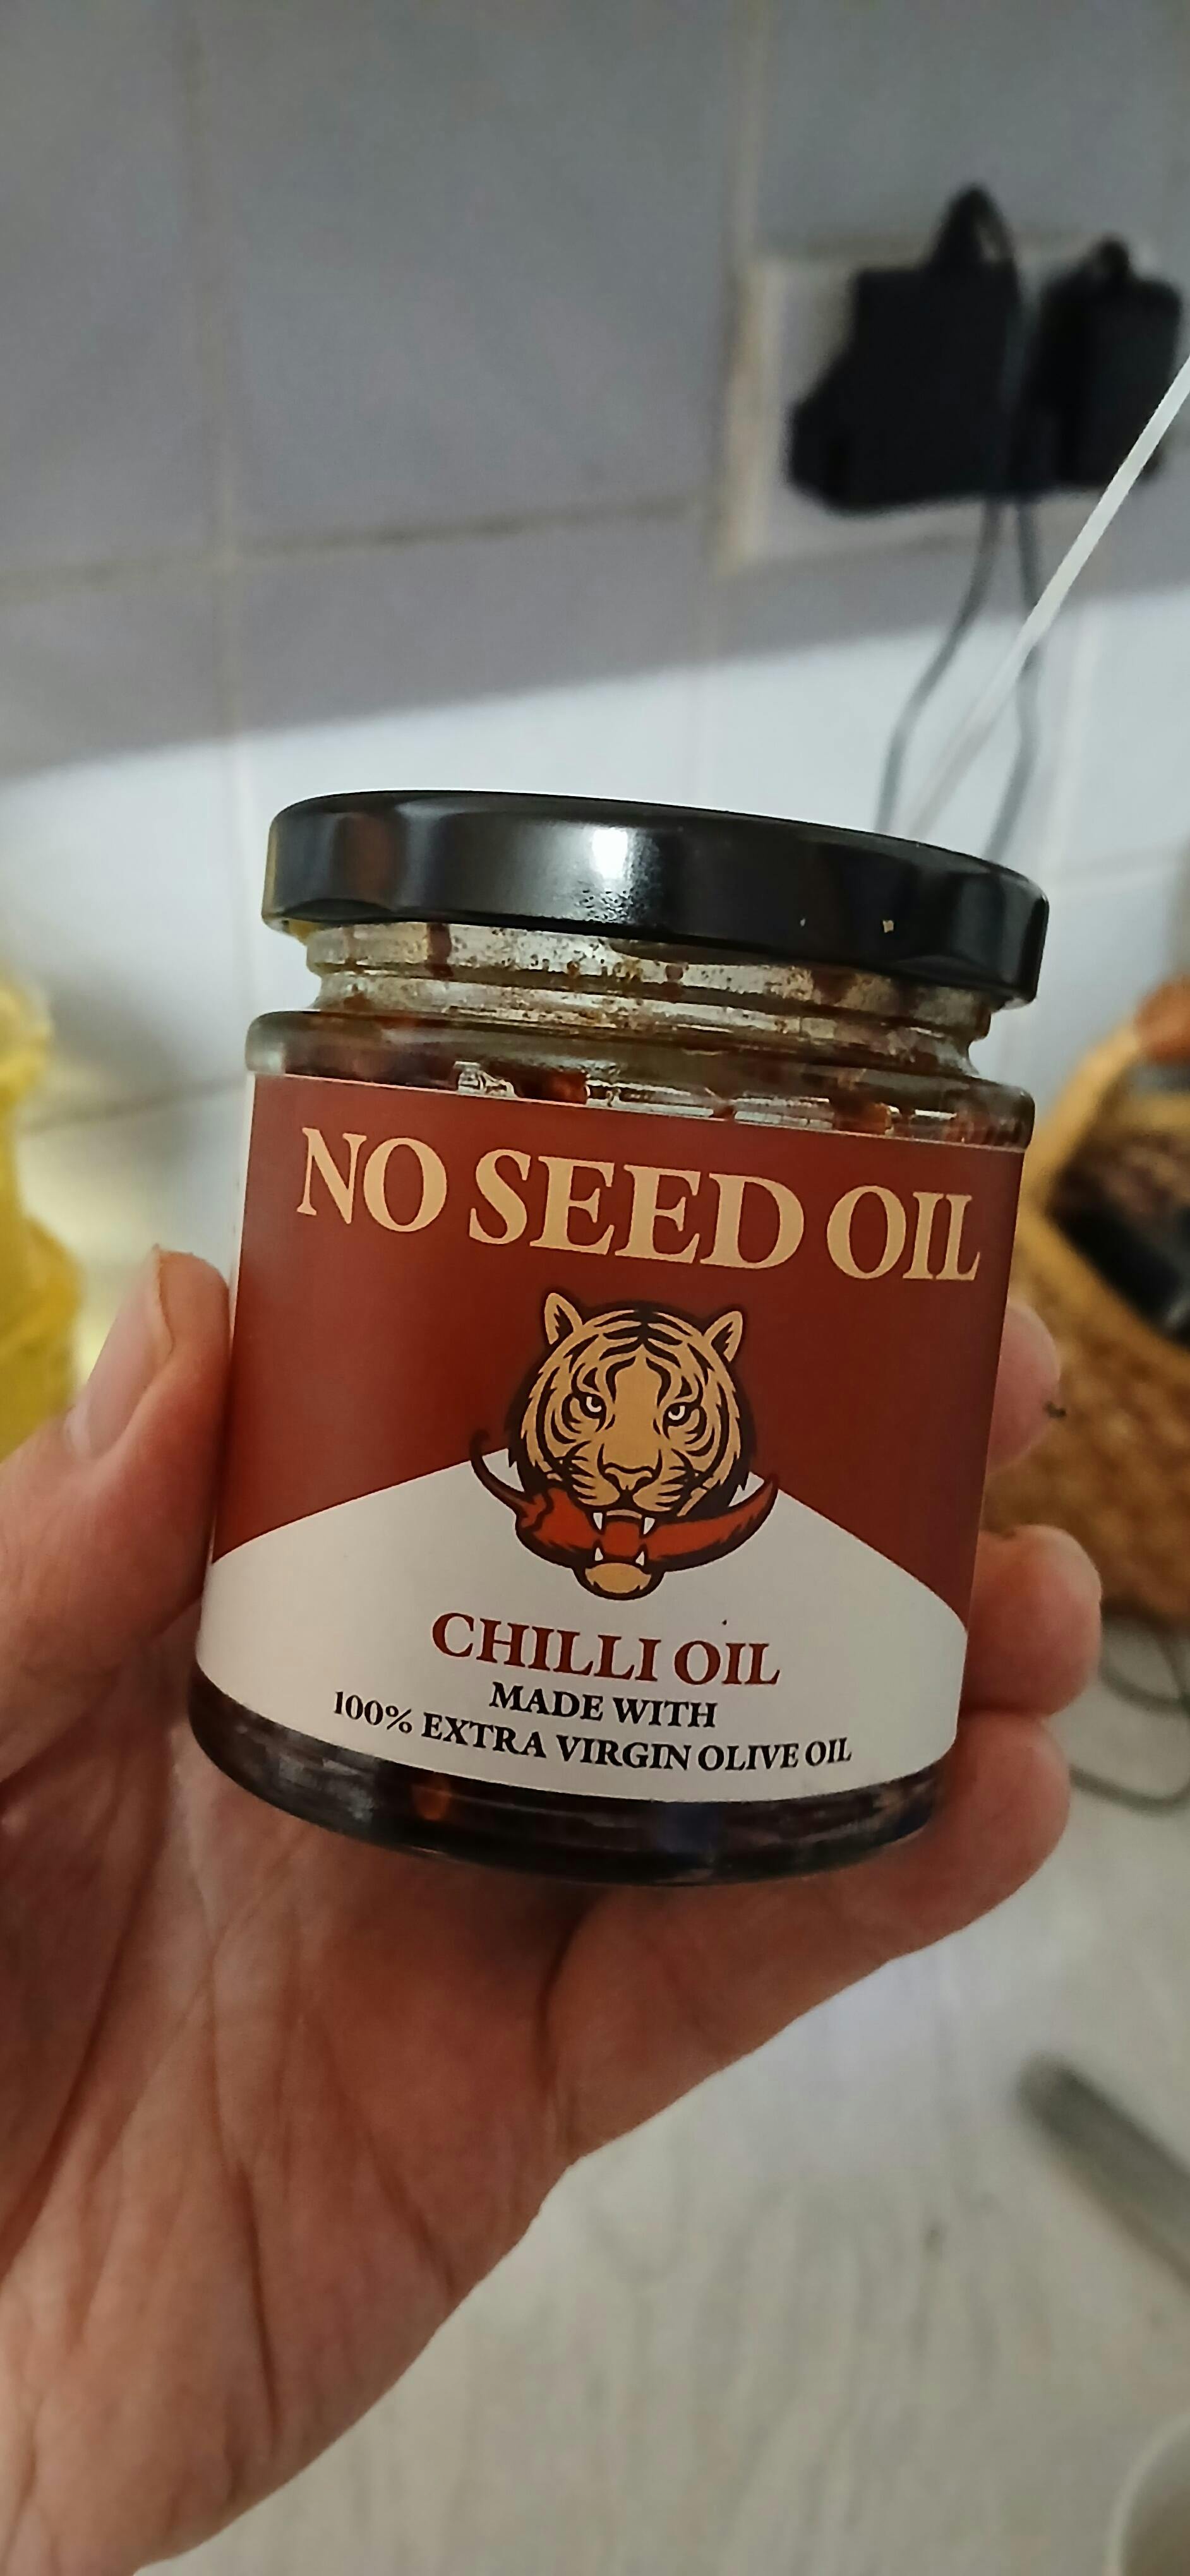 NO SEED OIL
CHILLI OIL
MADE WITH
100% EXTRA VIRGIN OLIVE OIL